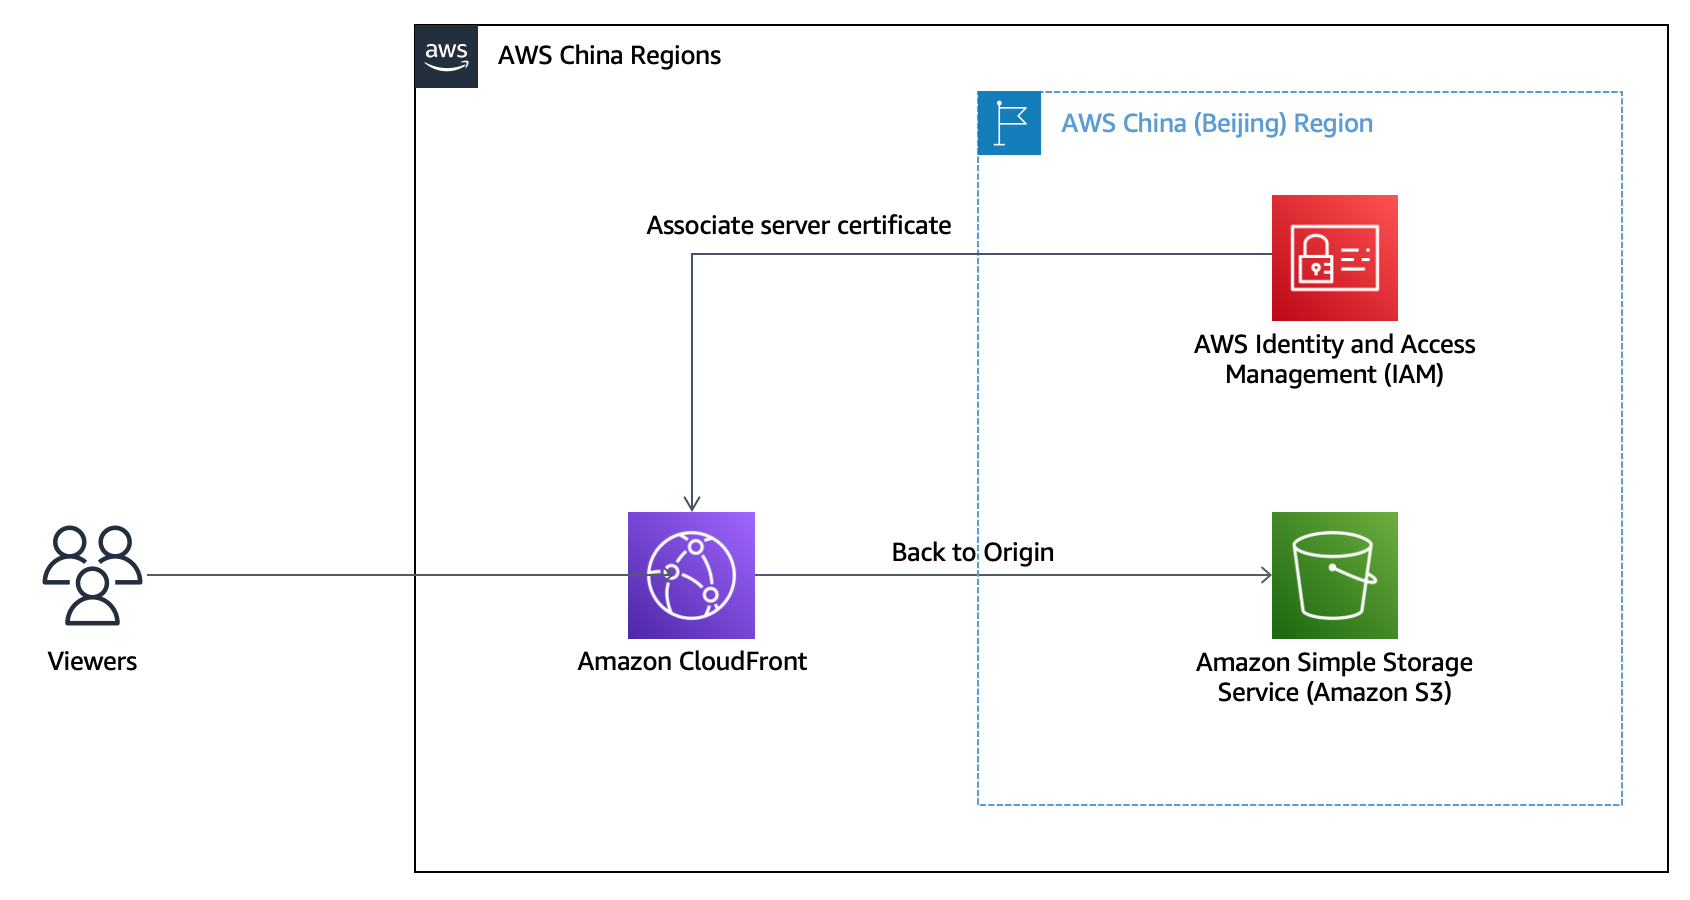 aws
AWS China Regions
AWS China (Beijing) Region
Associate server certificate
AWS Identity and Access
Management (IAM)
Back to Origin
Viewers
Amazon CloudFront
Amazon Simple Storage
Service (Amazon S3)